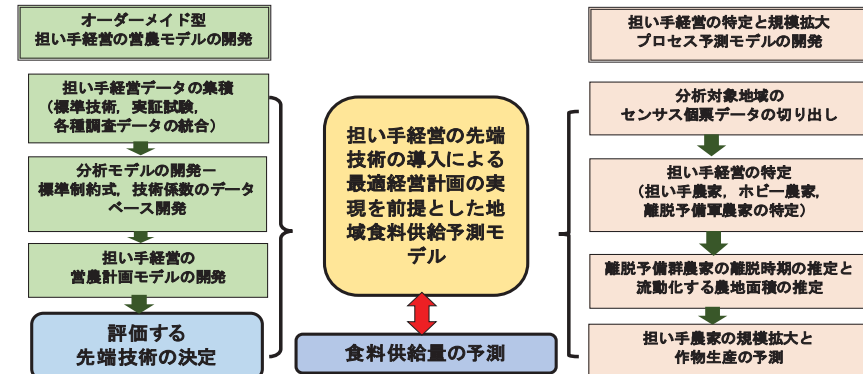 オーダーメイド型
担い手経営の営農モデルの開発
担い手経営データの集積
（標準技術，実証試験，
各種調査データの統合）
分析モデルの開発－
標準制約式，技術係数のデータ
ベース開発
担い手経営の
営農計画モデルの開発
評価する
先端技術の決定
担い手経営の先端
技術の導入による
最適経営計画の実
現を前提とした地
域食料供給予測モ
デル
食料供給量の予測
担い手経営の特定と規模拡大
プロセス予測モデルの開発
分析対象地域の
センサス個票データの切り出し
担い手経営の特定
（担い手農家，ホビー農家，
離脱予備軍農家の特定）
離脱予備群農家の離脱時期の推定と
流動化する農地面積の推定
担い手農家の規模拡大と
作物生産の予測